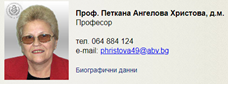 Проф. Петкана Ангелова Христова, д.м.
Професор
тел: 064 884 124
e-mail: phristova49@abv.bg
Биографични данни